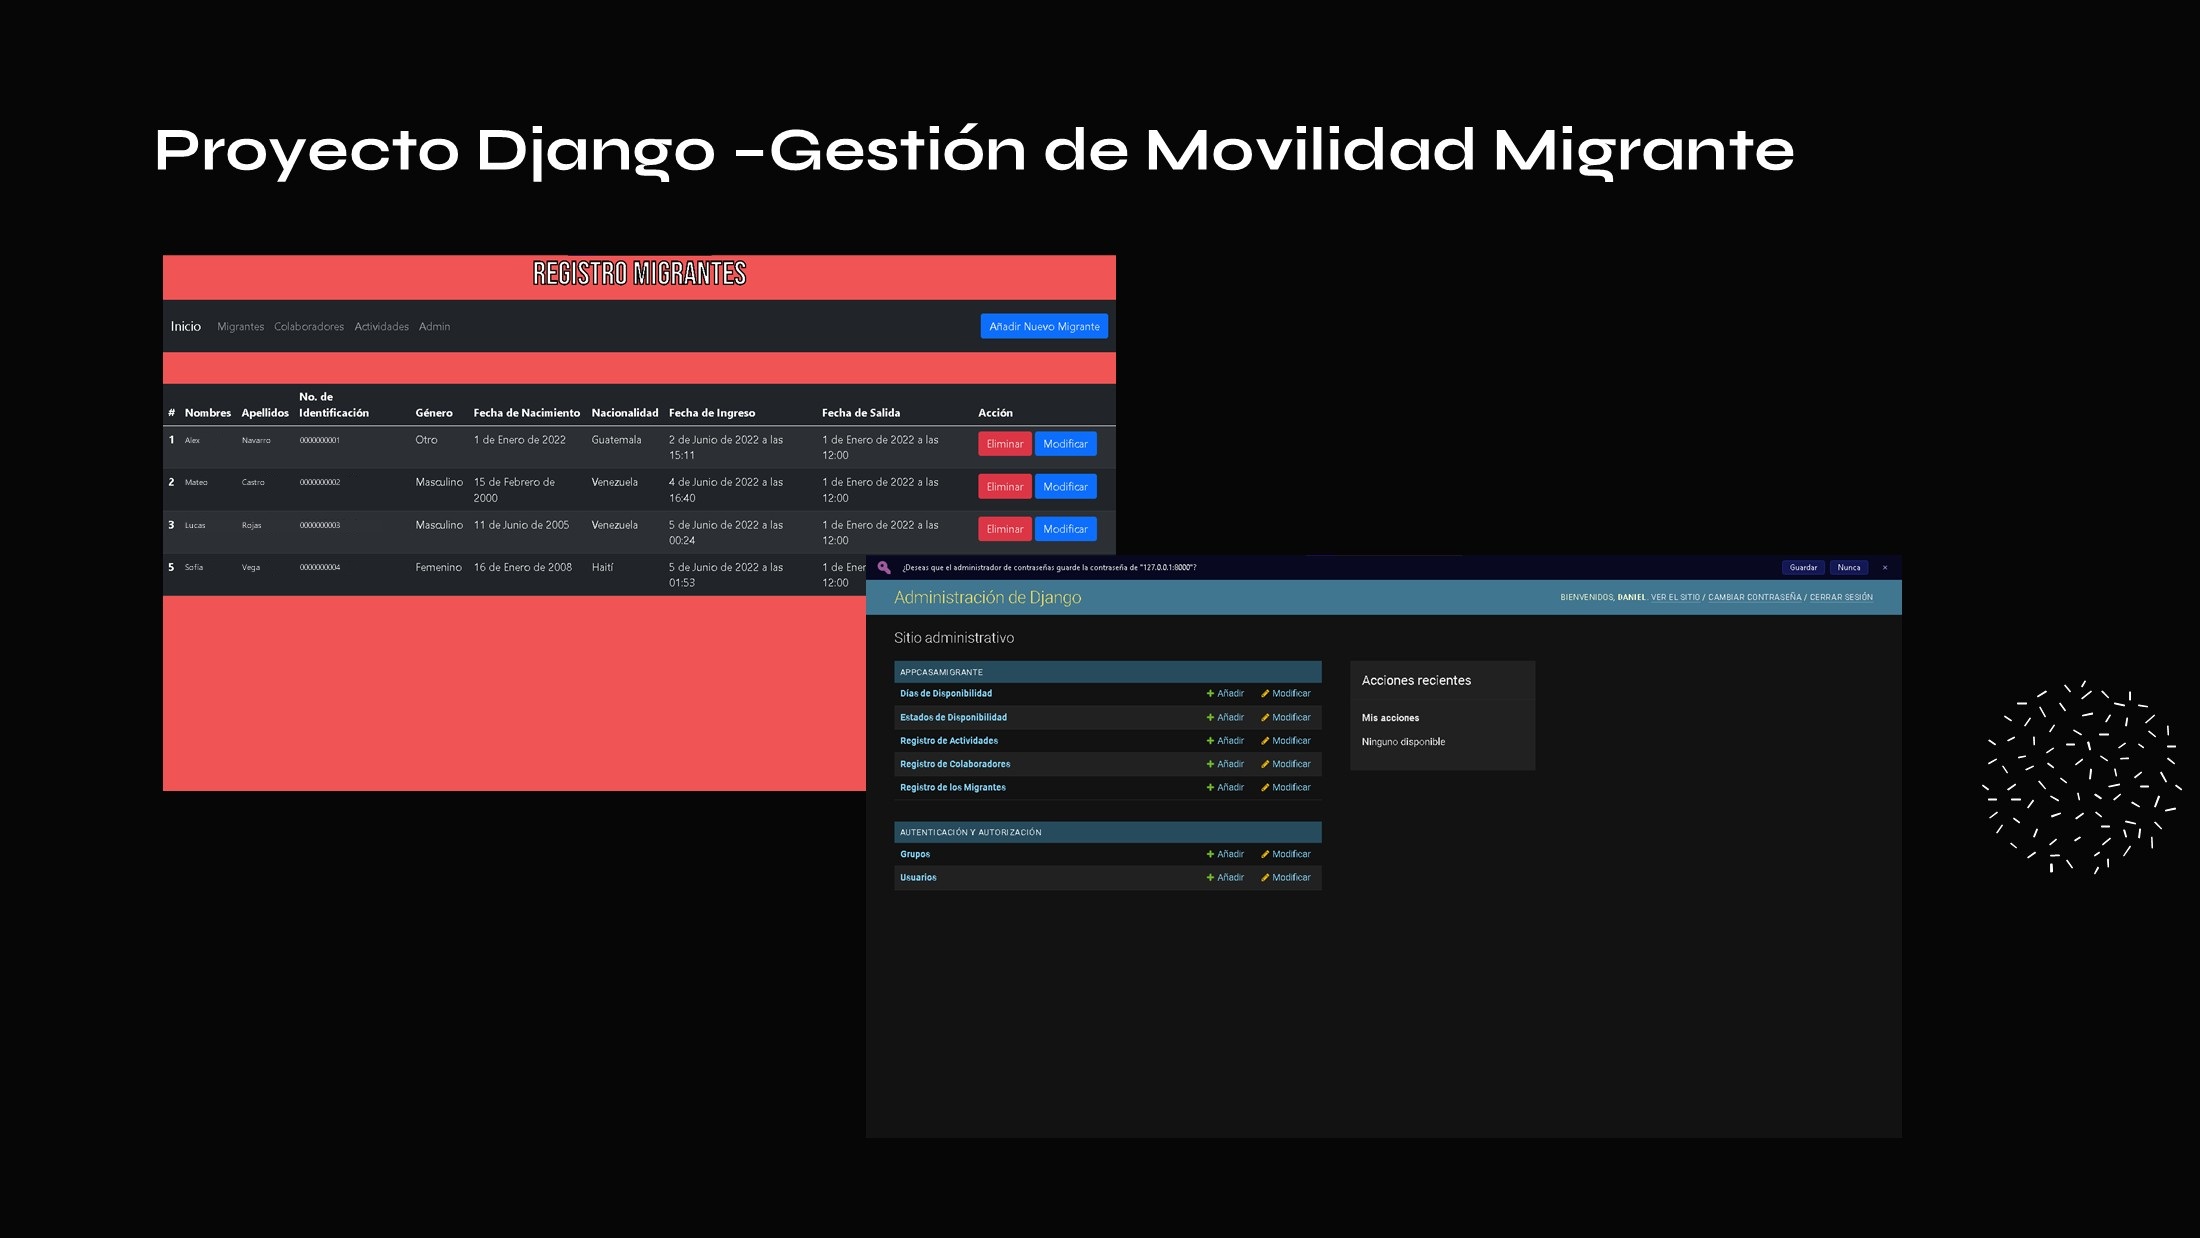 Proyecto Django –Gestión de Movilidad Migrante
REGISTRO MIGRANTES
Inicio Migrantes Colaboradores Actividades Admin Añadir Nuevo Migrante
# Nombres Apellidos No. de Identificación Género Fecha de Nacimiento Nacionalidad Fecha de Ingreso Fecha de Salida Acción
1 Alex Navarro 0000000001 Otro 1 de Enero de 2022 Guatemala 2 de Junio de 2022 a las 15:11 1 de Enero de 2022 a las 12:00 Eliminar Modificar
2 Mateo Castro 0000000002 Masculino 15 de Febrero de 2000 Venezuela 4 de Junio de 2022 a las 16:40 1 de Enero de 2022 a las 12:00 Eliminar Modificar
3 Lucas Rojas 0000000003 Masculino 11 de Junio de 2005 Venezuela 5 de Junio de 2022 a las 00:24 1 de Enero de 2022 a las 12:00 Eliminar Modificar
5 Sofía Vega 0000000004 Femenino 16 de Enero de 2008 Haití 5 de Junio de 2022 a las 01:53 1 de Ener 12:00
¿Deseas que el administrador de contraseñas guarde la contraseña de "127.0.0.1:8000"? Guardar Nunca ×
Administración de Django
BIENVENIDOS, DANIEL. VER EL SITIO / CAMBIAR CONTRASEÑA / CERRAR SESIÓN
Sitio administrativo
APPCASAMIGRANTE
Días de Disponibilidad Añadir Modificar
Estados de Disponibilidad Añadir Modificar
Registro de Actividades Añadir Modificar
Registro de Colaboradores Añadir Modificar
Registro de los Migrantes Añadir Modificar
AUTENTICACIÓN Y AUTORIZACIÓN
Grupos Añadir Modificar
Usuarios Añadir Modificar
Acciones recientes
Mis acciones
Ninguno disponible